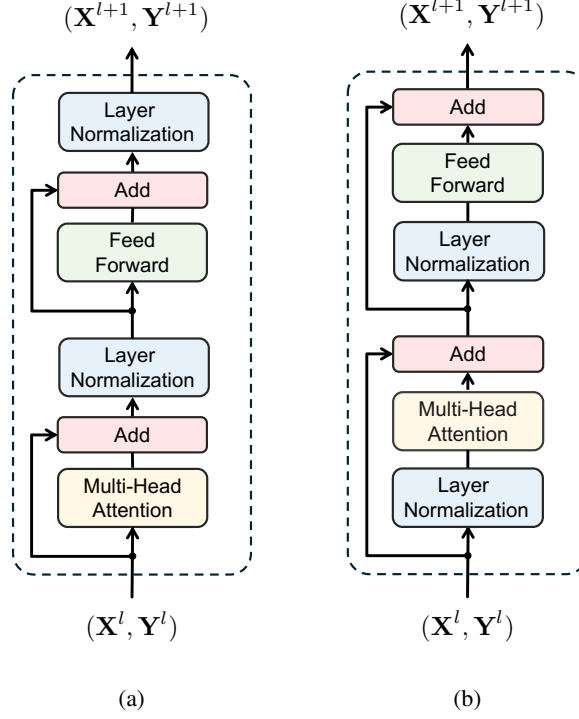 (X^{l+1}, Y^{l+1})
Layer
Normalization
Add
Feed
Forward
Layer
Normalization
Add
Multi-Head
Attention
(X^l, Y^l)
(a)
(X^{l+1}, Y^{l+1})
Add
Feed
Forward
Layer
Normalization
Add
Multi-Head
Attention
Layer
Normalization
(X^l, Y^l)
(b)